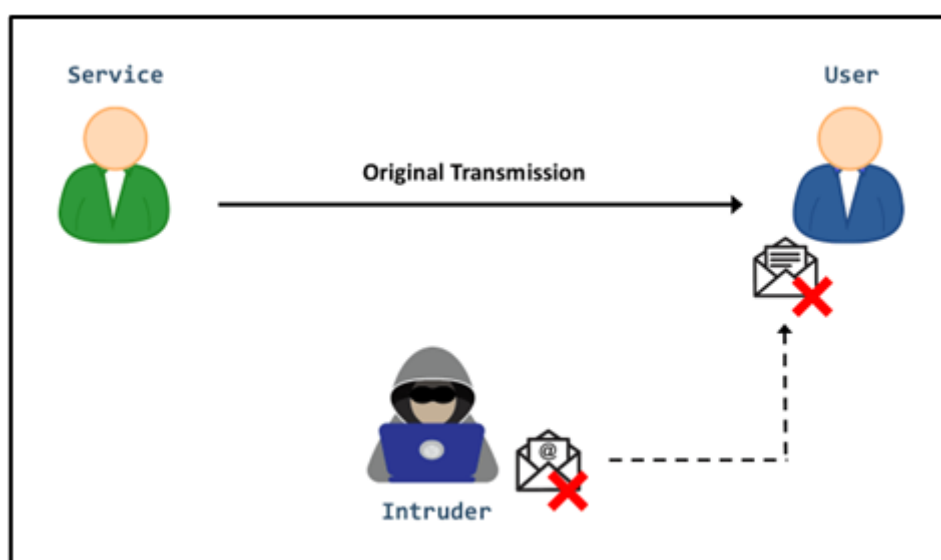 Service
User
Original Transmission
@
Intruder